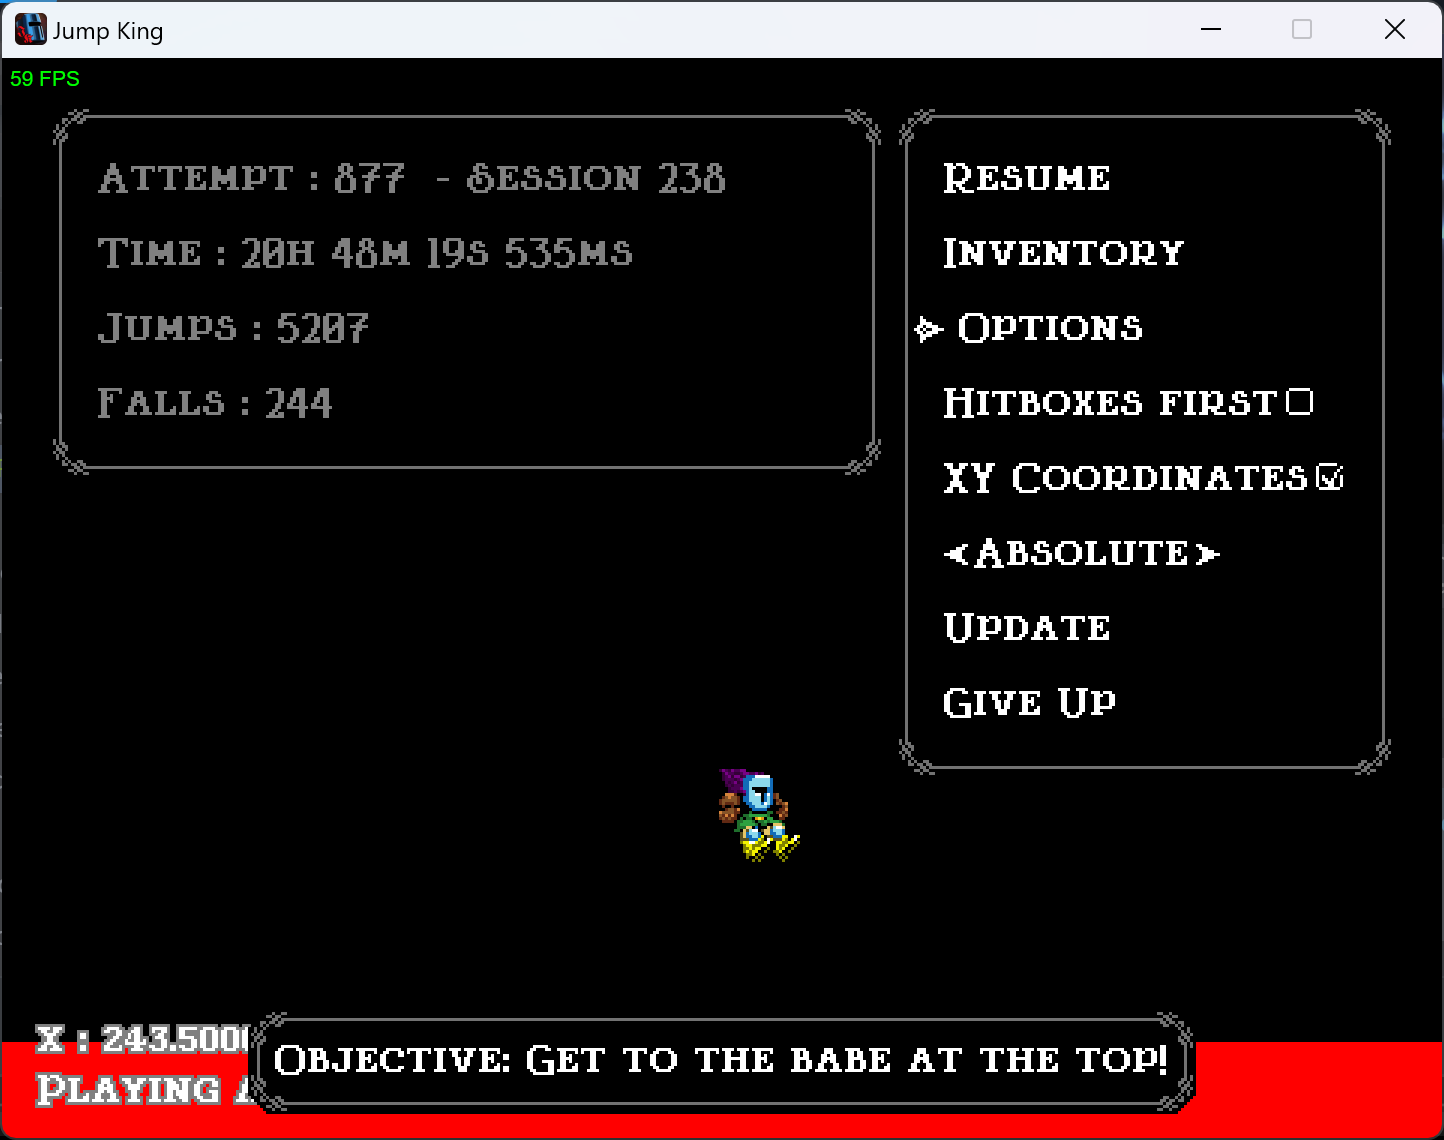 Jump King
59 FPS
Attempt : 877 - Session 238
Time : 20h 48m 19s 535ms
Jumps : 5207
Falls : 244
Resume
Inventory
Options
Hitboxes first
XY Coordinates
Absolute
Update
Give Up
X : 243.500
Playing
Objective: Get to the babe at the top!